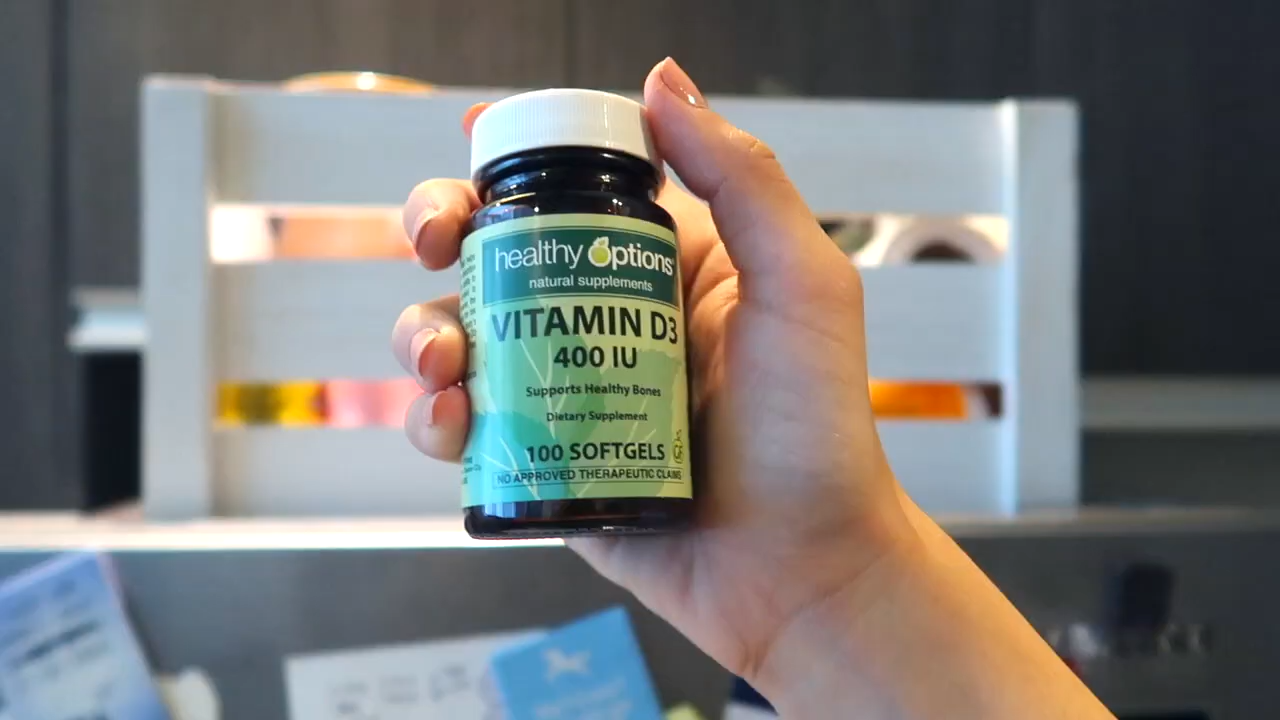 healthy options
natural supplements
VITAMIN D3
400 IU
Supports Healthy Bones
Dietary Supplement
100 SOFTGELS
NO APPROVED THERAPEUTIC CLAIMS